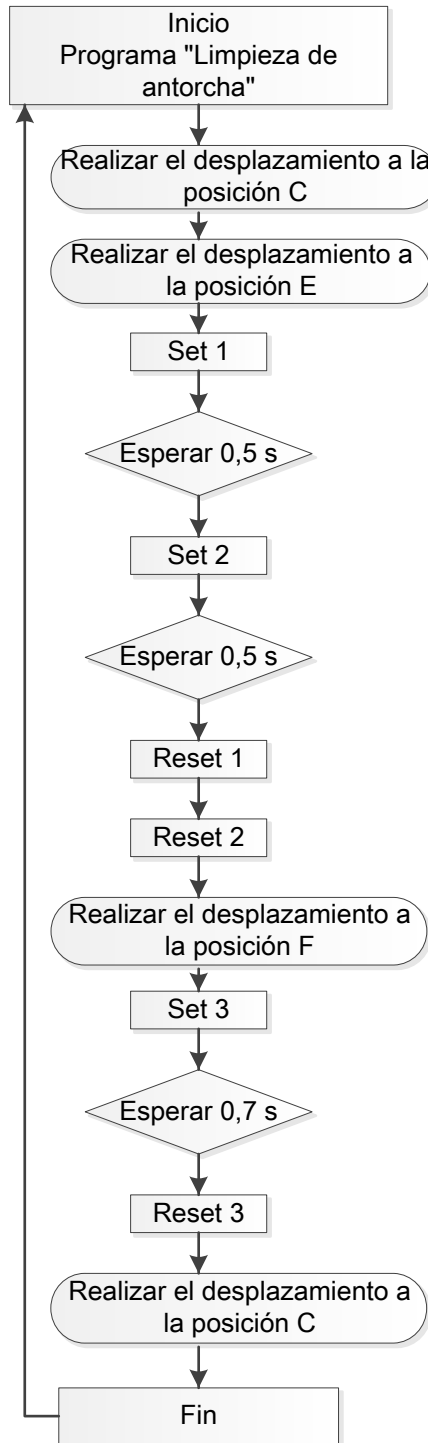 Inicio
Programa "Limpieza de
antorcha"
Realizar el desplazamiento a la
posición C
Realizar el desplazamiento a
la posición E
Set 1
Esperar 0,5 s
Set 2
Esperar 0,5 s
Reset 1
Reset 2
Realizar el desplazamiento a
la posición F
Set 3
Esperar 0,7 s
Reset 3
Realizar el desplazamiento a
la posición C
Fin